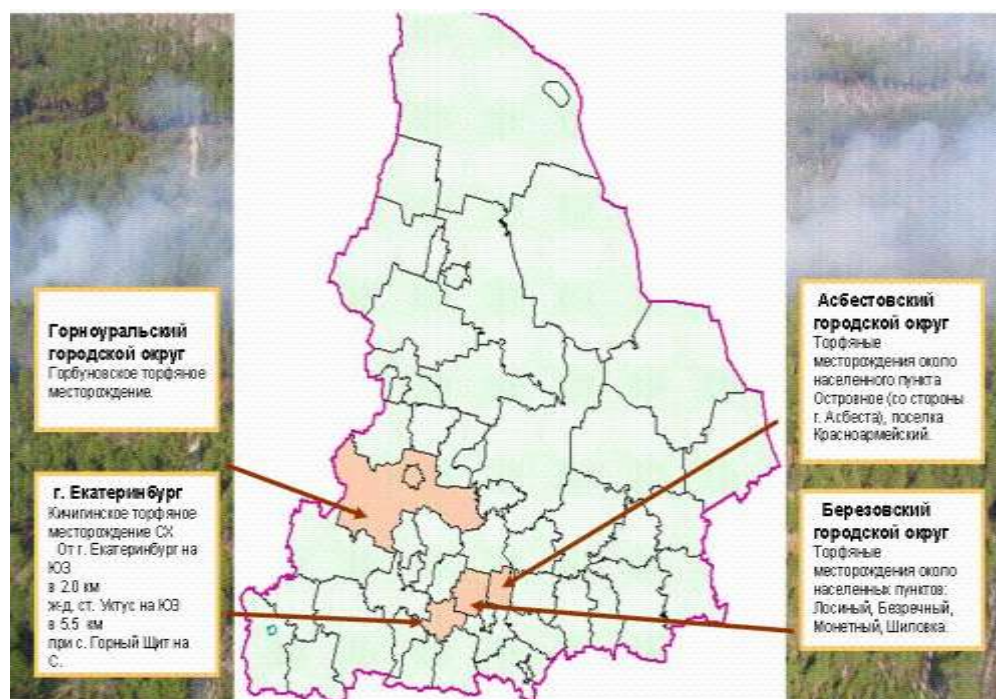 Горноуральский
городской округ
Горбуновское торфяное
месторождение.
г. Екатеринбург
Кичигинское торфяное
месторождение СХ
От г. Екатеринбург на
ЮЗ
в 2.0 км
ж-д, ст. Уктус на ЮЗ
в 5,5 км
при с. Горный Щит на
С.
Асбестовский
городской округ
Торфяные
месторождения около
населенного пункта
Островное (со стороны
г. Асбеста), поселка
Красноармейский.
Березовский
городской округ
Торфяные
месторождения около
населенных пунктов:
Лосиный, Безречный,
Монетный, Шиловка.